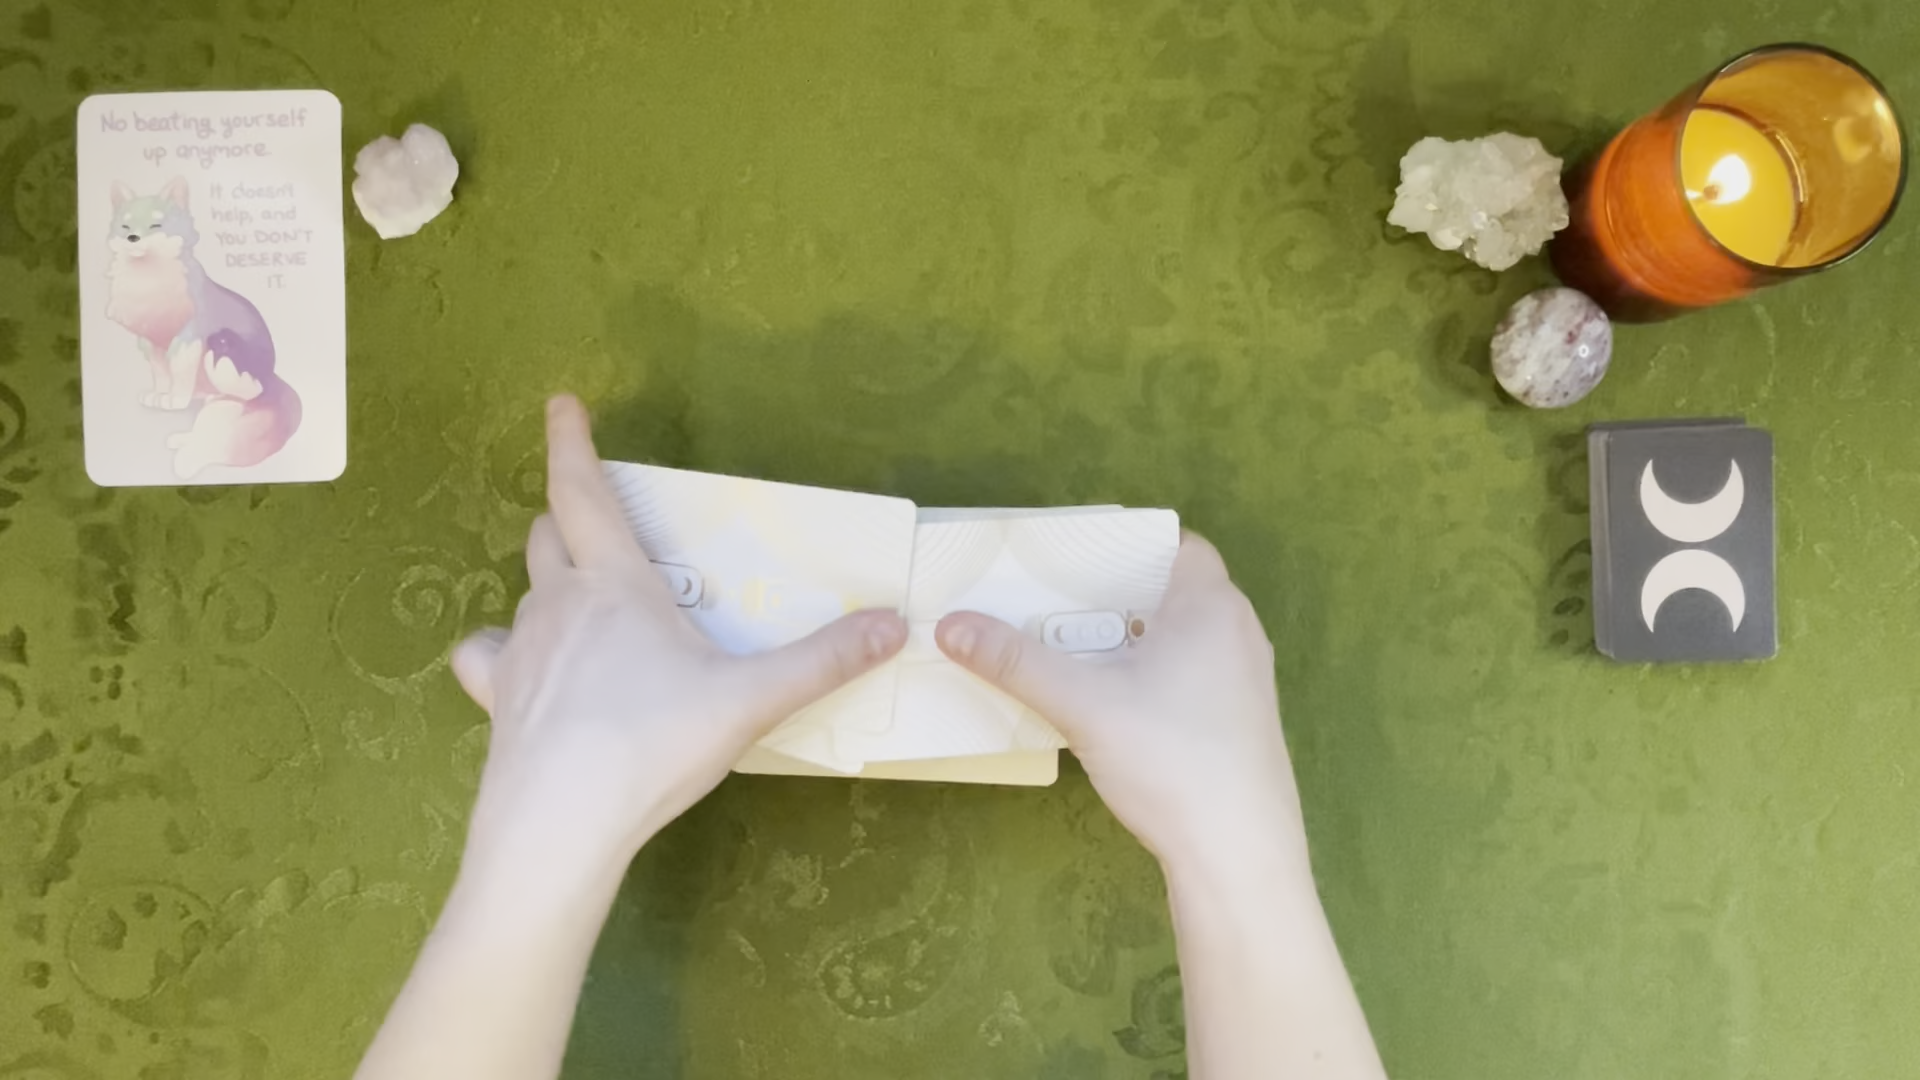 No beating yourself
up anymore.
It doesn't
help, and
YOU DON'T
DESERVE
IT.